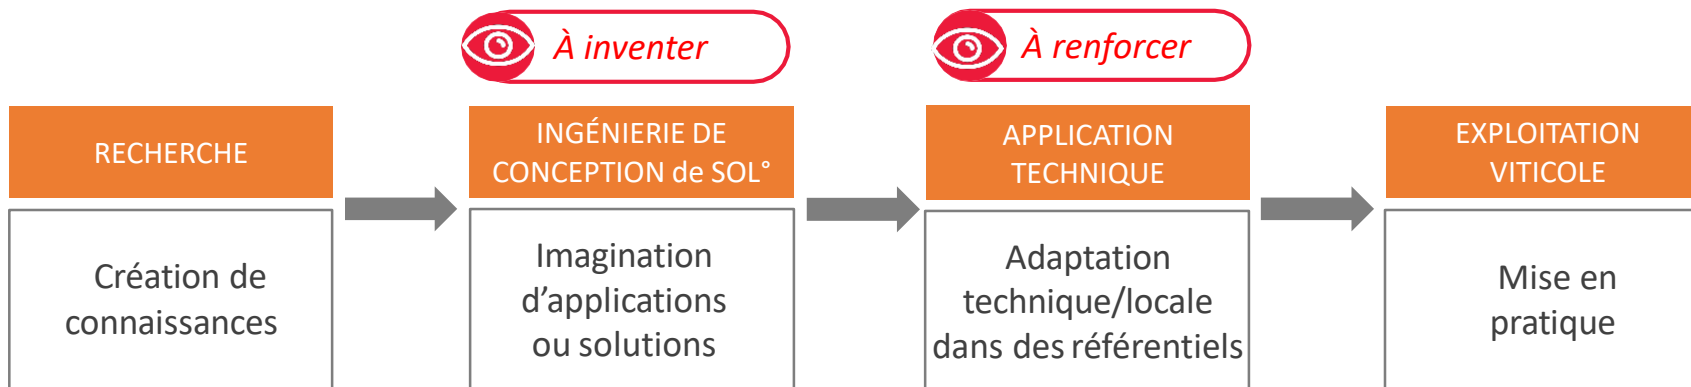 À inventer
À renforcer
RECHERCHE
Création de
connaissances
INGÉNIERIE DE
CONCEPTION de SOL°
Imagination
d’applications
ou solutions
APPLICATION
TECHNIQUE
Adaptation
technique/locale
dans des référentiels
EXPLOITATION
VITICOLE
Mise en
pratique